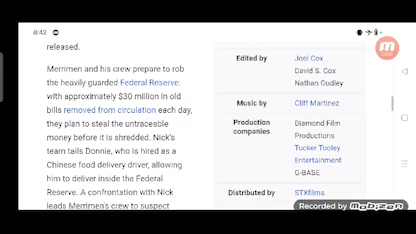 8:42
released.
Merrimen and his crew prepare to rob
the heavily guarded Federal Reserve:
with approximately $30 million in old
bills removed from circulation each day,
they plan to steal the untraceable
money before it is shredded. Nick's
team tails Donnie, who is hired as a
Chinese food delivery driver, allowing
him to deliver inside the Federal
Reserve. A confrontation with Nick
leads Merrimen's crew to suspect
Edited by
Joel Cox
David S. Cox
Nathan Godley
Music by
Cliff Martinez
Production
companies
Diamond Film
Productions
Tucker Tooley
Entertainment
G-BASE
Distributed by
STXfilms
Recorded by Mobizen